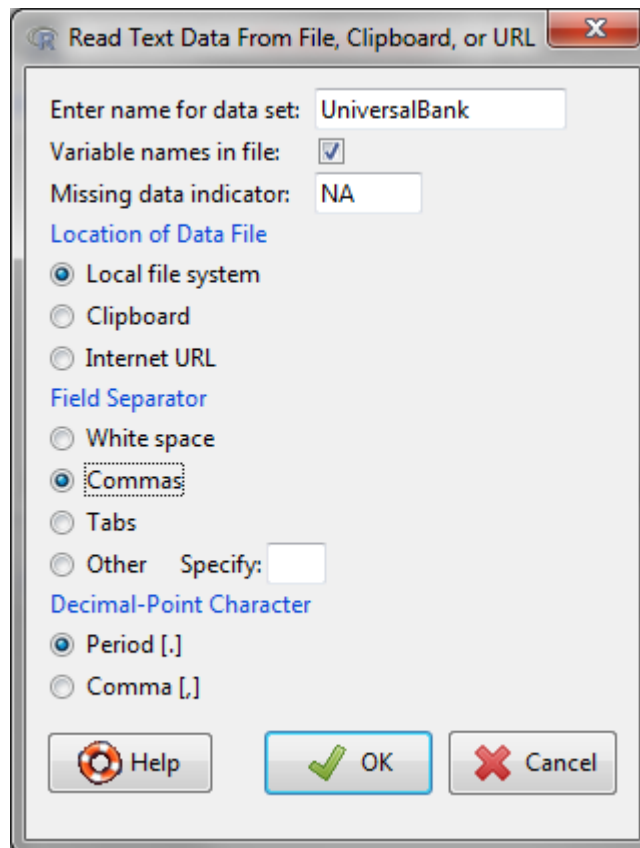 Read Text Data From File, Clipboard, or URL
Enter name for data set: UniversalBank
Variable names in file:
Missing data indicator: NA
Location of Data File
Local file system
Clipboard
Internet URL
Field Separator
White space
Commas
Tabs
Other Specify:
Decimal-Point Character
Period [.]
Comma [,]
Help OK Cancel